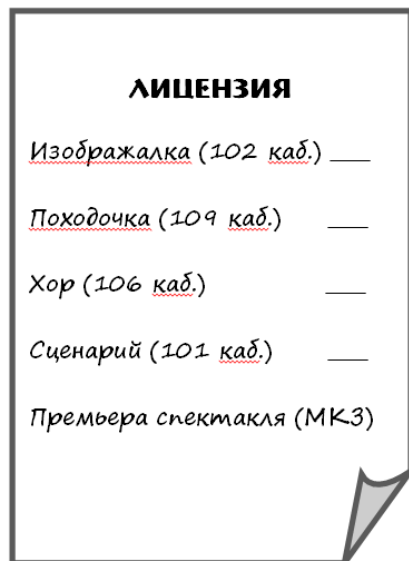 ЛИЦЕНЗИЯ
Изображалка (102 каб.) ___
Походочка (109 каб.) ___
Хор (106 каб.) ___
Сценарий (101 каб.) ___
Премьера спектакля (МКЗ)